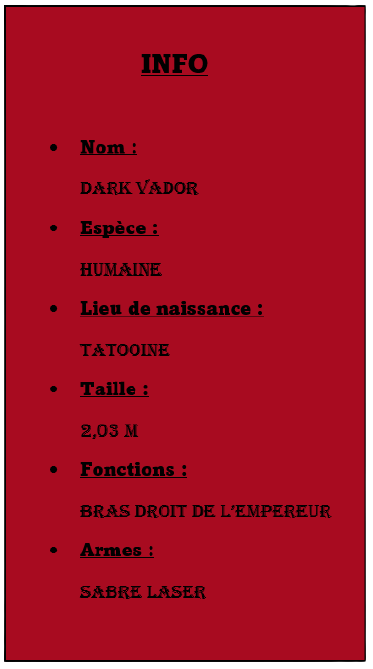 INFO
• Nom :
DARK VADOR
• Espèce :
HUMAINE
• Lieu de naissance :
TATOOINE
• Taille :
2,03 M
• Fonctions :
BRAS DROIT DE L’EMPEREUR
• Armes :
SABRE LASER